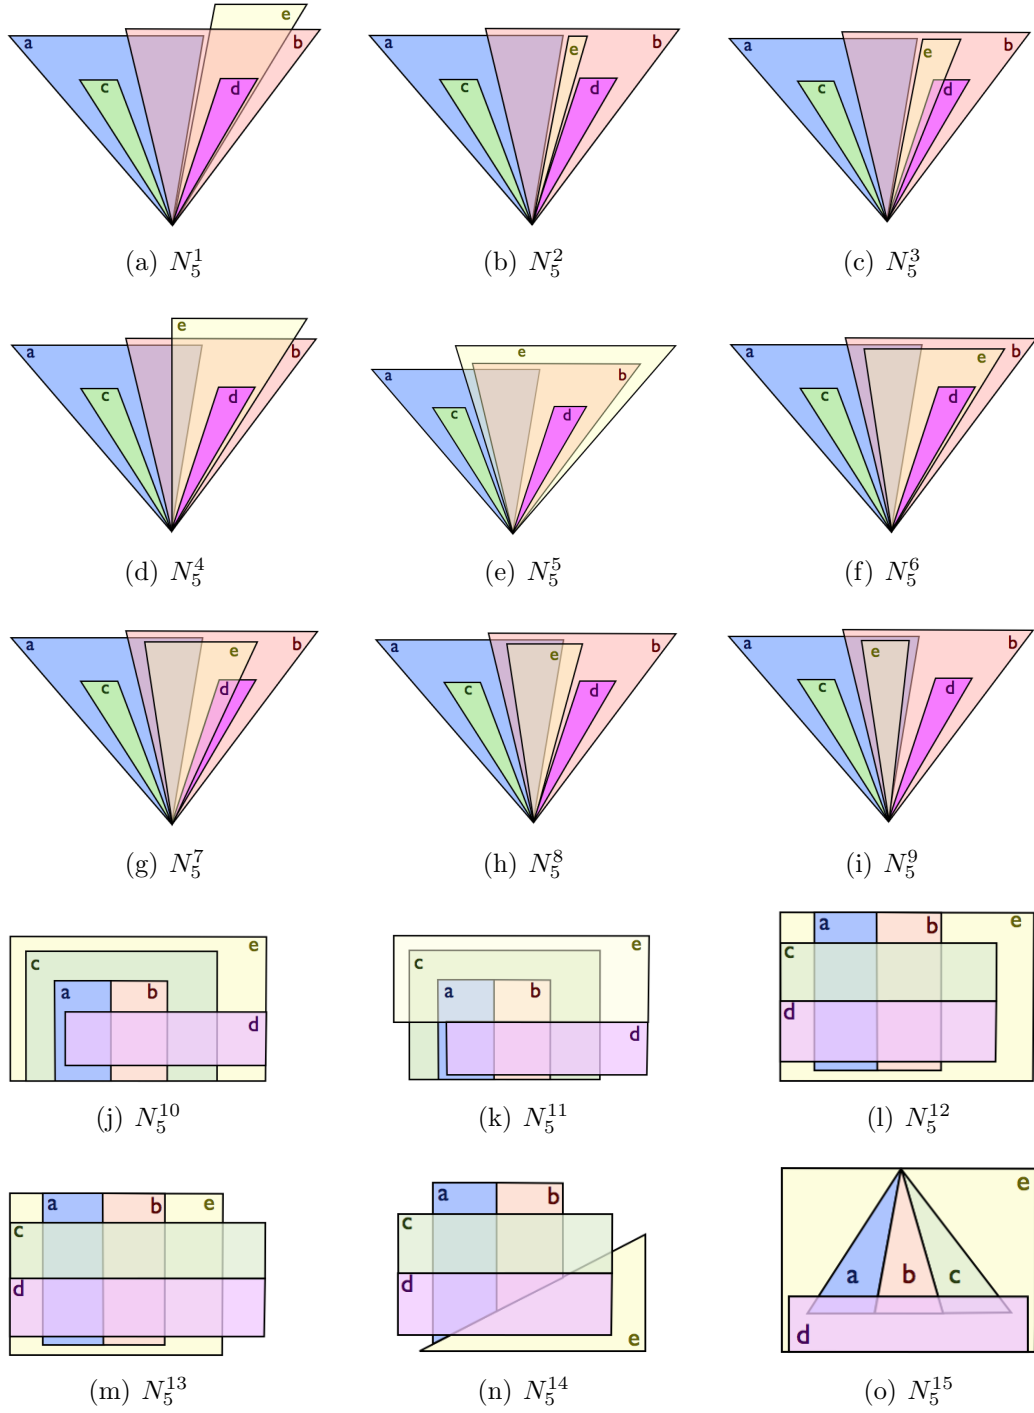 e
a b
c d
(a) N_5^1
a e b
c d
(b) N_5^2
a e b
c d
(c) N_5^3
e
a b
c d
(d) N_5^4
e
a b
c d
(e) N_5^5
a e b
c d
(f) N_5^6
a e b
c d
(g) N_5^7
a e b
c d
(h) N_5^8
a e b
c d
(i) N_5^9
e
c
a b
d
(j) N_5^10
e
c
a b
d
(k) N_5^11
a b e
c
d
(l) N_5^12
a b e
c
d
(m) N_5^13
a b
c
d
e
(n) N_5^14
e
a b c
d
(o) N_5^15